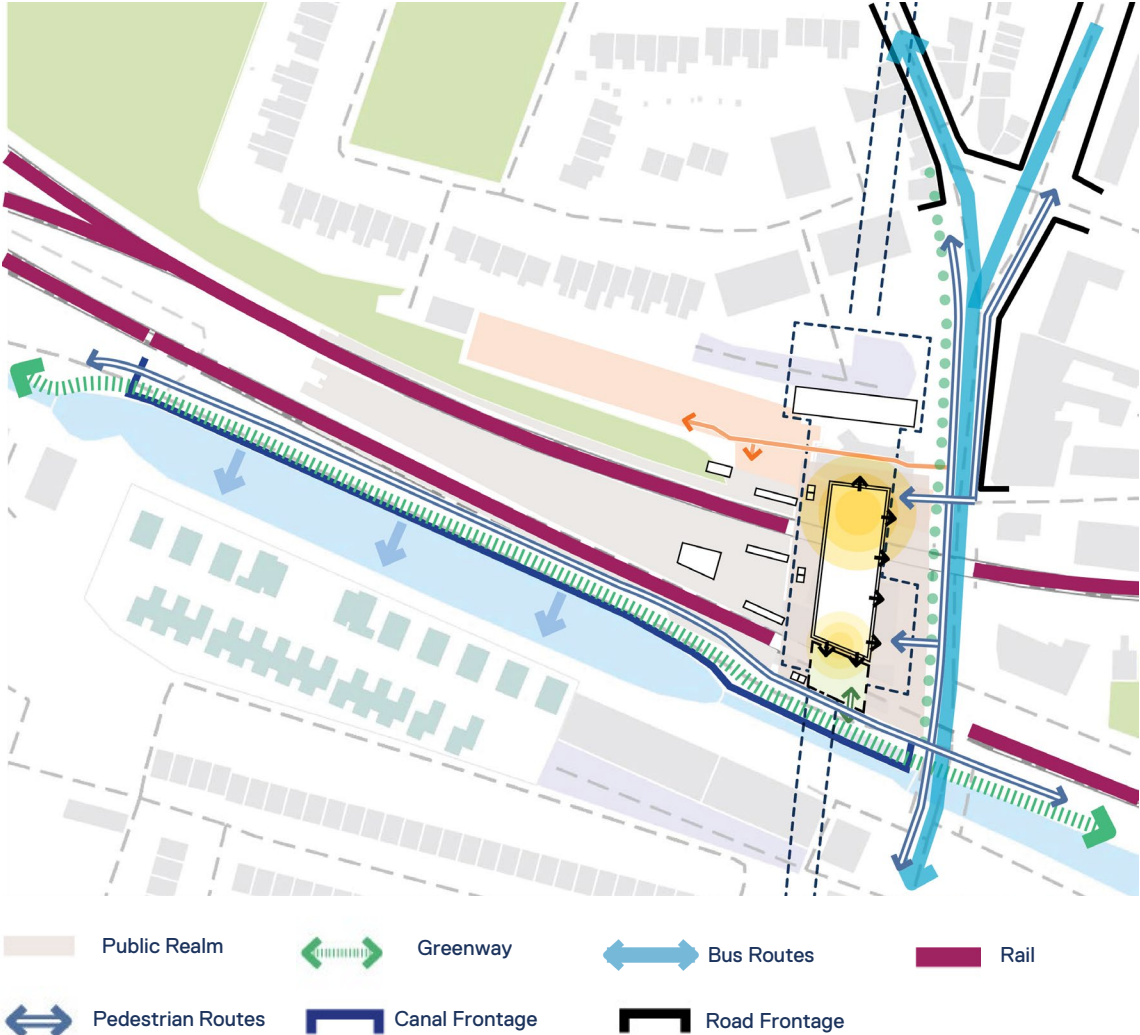 Public Realm
Greenway
Bus Routes
Rail
Pedestrian Routes
Canal Frontage
Road Frontage